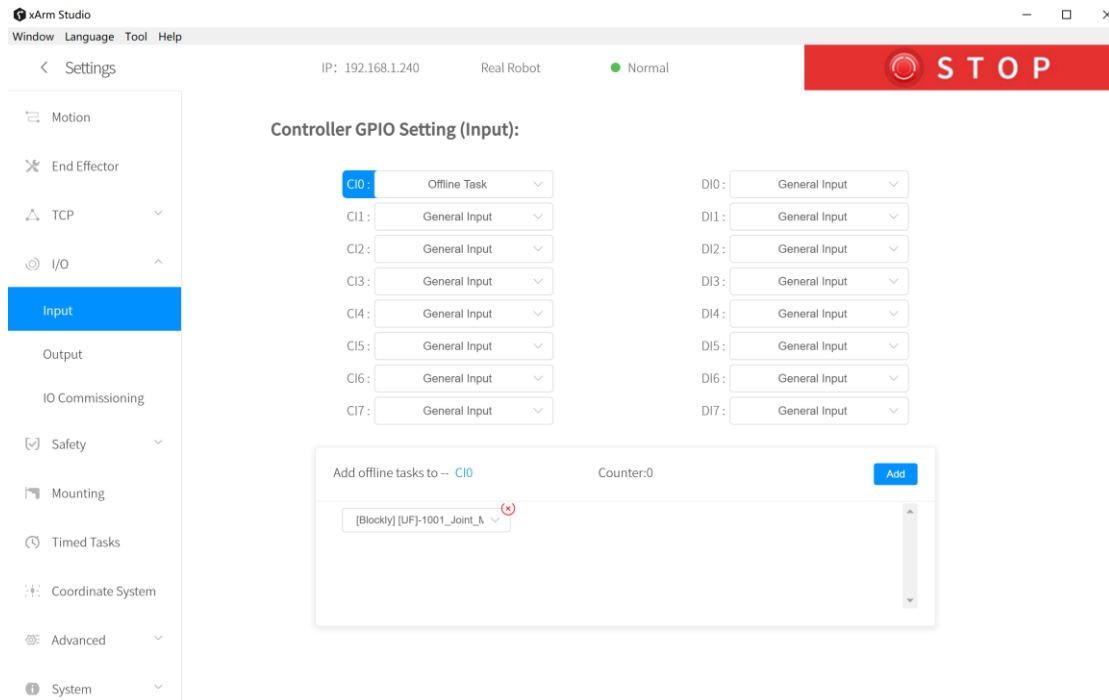 xArm Studio
Window Language Tool Help
Settings
IP: 192.168.1.240 Real Robot Normal
STOP
Motion
End Effector
TCP
I/O
Input
Output
IO Commissioning
Safety
Mounting
Timed Tasks
Coordinate System
Advanced
System
Controller GPIO Setting (Input):
CI0 : Offline Task DI0 : General Input
CI1 : General Input DI1 : General Input
CI2 : General Input DI2 : General Input
CI3 : General Input DI3 : General Input
CI4 : General Input DI4 : General Input
CI5 : General Input DI5 : General Input
CI6 : General Input DI6 : General Input
CI7 : General Input DI7 : General Input
Add offline tasks to -- CI0 Counter:0 Add
[Blockly] [UF]-1001_Joint_M